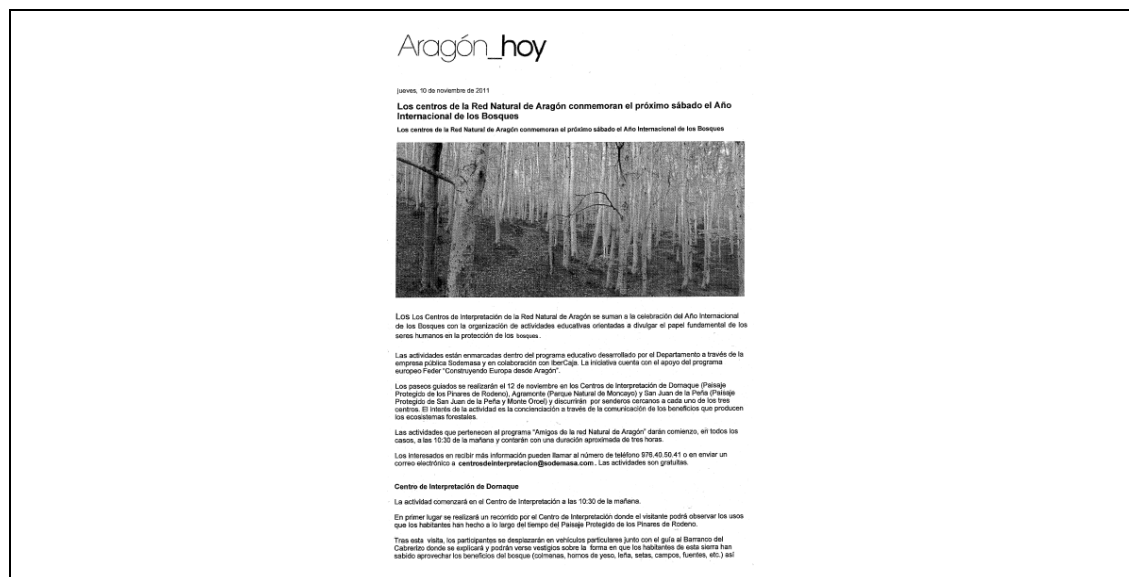 Aragón_hoy
jueves, 10 de noviembre de 2011
Los centros de la Red Natural de Aragón conmemoran el próximo sábado el Año
Internacional de los Bosques
Los centros de la Red Natural de Aragón conmemoran el próximo sábado el Año Internacional de los Bosques
Los Los Centros de Interpretación de la Red Natural de Aragón se suman a la celebración del Año Internacional
de los Bosques con la organización de actividades educativas orientadas a divulgar el papel fundamental de los
seres humanos en la protección de los bosques.
Las actividades están enmarcadas dentro del programa educativo desarrollado por el Departamento a través de la
empresa pública Sodemasa y en colaboración con IberCaja. La iniciativa cuenta con el apoyo del programa
europeo Feder "Construyendo Europa desde Aragón".
Los paseos guiados se realizarán el 12 de noviembre en los Centros de Interpretación de Dornaque (Paisaje
Protegido de los Pinares de Rodeno), Agramonte (Parque Natural de Moncayo) y San Juan de la Peña (Paisaje
Protegido de San Juan de la Peña y Monte Oroel) y discurrirán por senderos cercanos a cada uno de los tres
centros. El interés de la actividad es la concienciación a través de la comunicación de los beneficios que producen
los ecosistemas forestales.
Las actividades que pertenecen al programa "Amigos de la red Natural de Aragón" darán comienzo, en todos los
casos, a las 10:30 de la mañana y contarán con una duración aproximada de tres horas.
Los interesados en recibir más información pueden llamar al número de teléfono 976.40.50.41 o en enviar un
correo electrónico a centrosdeinterpretacion@sodemasa.com. Las actividades son gratuitas.
Centro de Interpretación de Dornaque
La actividad comenzará en el Centro de Interpretación a las 10:30 de la mañana.
En primer lugar se realizará un recorrido por el Centro de Interpretación donde el visitante podrá observar los usos
que los habitantes han hecho a lo largo del tiempo del Paisaje Protegido de los Pinares de Rodeno.
Tras esta visita, los participantes se desplazarán en vehículos particulares junto con el guía al Barranco del
Cabrerizo donde se explicará y podrán verse vestigios sobre la forma en que los habitantes de esta sierra han
sabido aprovechar los beneficios del bosque (colmenas, hornos de yeso, leña, setas, campos, fuentes, etc.) así